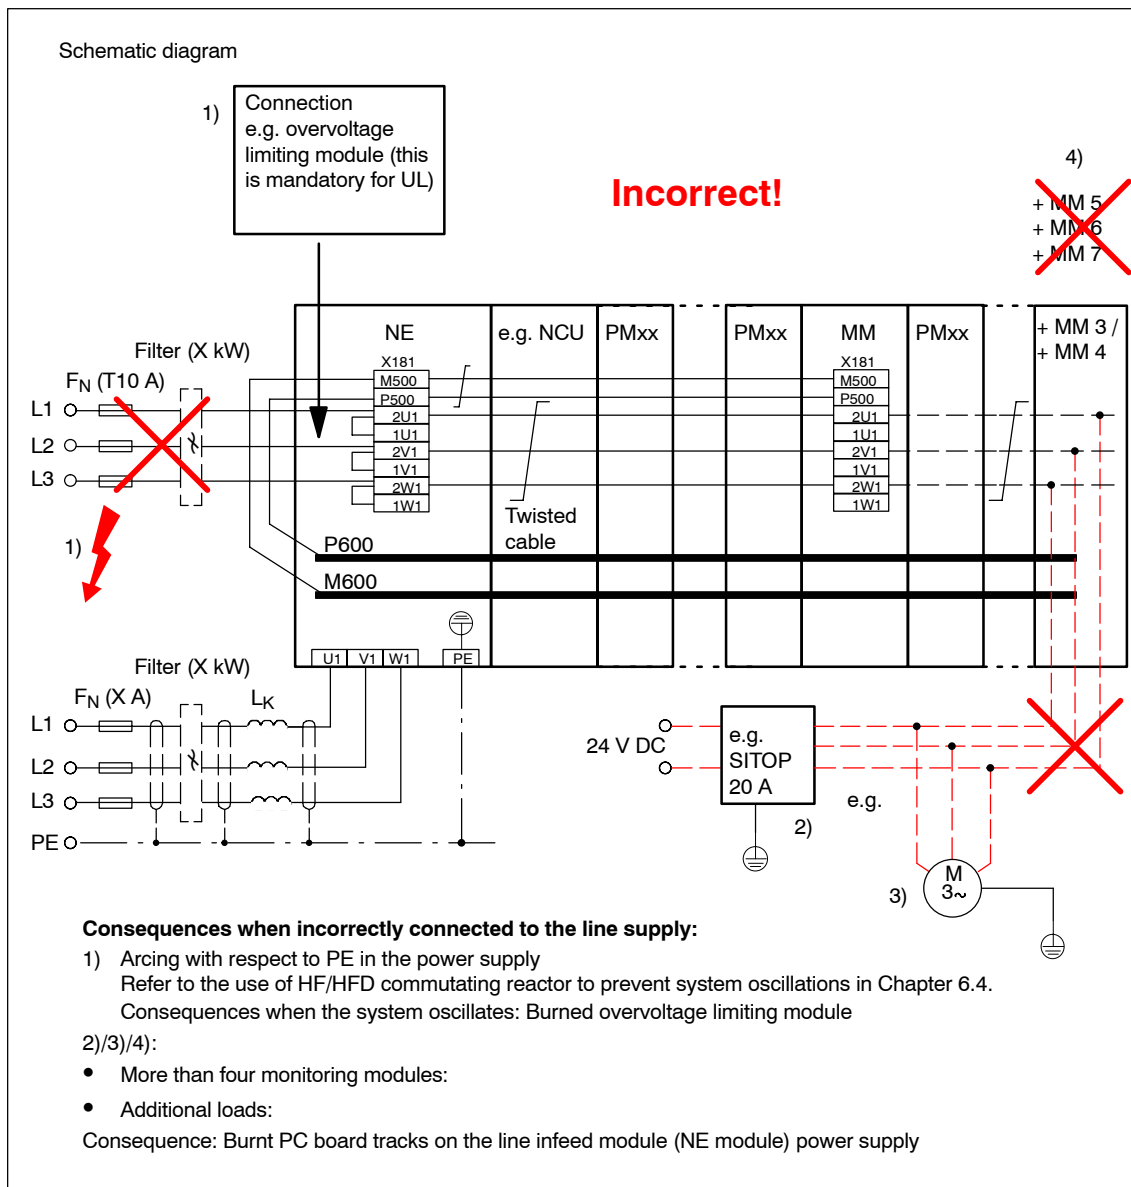 Schematic diagram
1)
Connection
e.g. overvoltage
limiting module (this
is mandatory for UL)
Incorrect!
4)
+ MM 5
+ MM 6
+ MM 7
NE
e.g. NCU
PMxx
PMxx
MM
PMxx
+ MM 3 /
+ MM 4
Filter (X kW)
FN (T10 A)
L1
L2
L3
X181
M500
P500
2U1
1U1
2V1
1V1
2W1
1W1
X181
M500
P500
2U1
1U1
2V1
1V1
2W1
1W1
Twisted
cable
1)
P600
M600
U1
V1
W1
PE
Filter (X kW)
FN (X A)
LK
L1
L2
L3
PE
24 V DC
e.g.
SITOP
20 A
2)
e.g.
3)
M
3~
Consequences when incorrectly connected to the line supply:
1) Arcing with respect to PE in the power supply
Refer to the use of HF/HFD commutating reactor to prevent system oscillations in Chapter 6.4.
Consequences when the system oscillates: Burned overvoltage limiting module
2)/3)/4):
• More than four monitoring modules:
• Additional loads:
Consequence: Burnt PC board tracks on the line infeed module (NE module) power supply